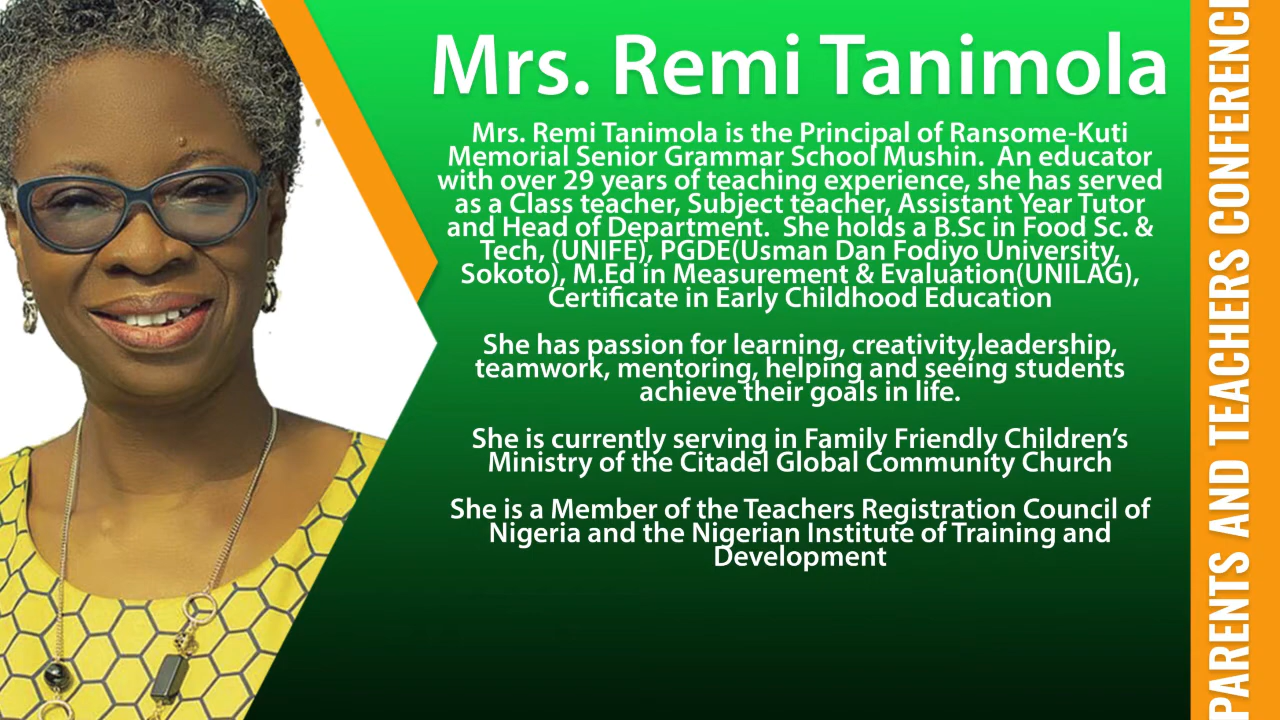 Mrs. Remi Tanimola
Mrs. Remi Tanimola is the Principal of Ransome-Kuti
Memorial Senior Grammar School Mushin.  An educator
with over 29 years of teaching experience, she has served
as a Class teacher, Subject teacher, Assistant Year Tutor
and Head of Department.  She holds a B.Sc in Food Sc. &
Tech, (UNIFE), PGDE(Usman Dan Fodiyo University,
Sokoto), M.Ed in Measurement & Evaluation(UNILAG),
Certificate in Early Childhood Education
She has passion for learning, creativity,leadership,
teamwork, mentoring, helping and seeing students
achieve their goals in life.
She is currently serving in Family Friendly Children’s
Ministry of the Citadel Global Community Church
She is a Member of the Teachers Registration Council of
Nigeria and the Nigerian Institute of Training and
Development
PARENTS AND TEACHERS CONFERENC